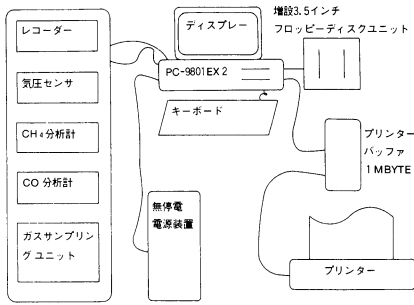 レコーダー
気圧センサ
CH4分析計
CO分析計
ガスサンプリン
グユニット
ディスプレー
PC-9801EX2
キーボード
増設3.5インチ
フロッピーディスクユニット
無停電
電源装置
プリンター
バッファ
1MBYTE
プリンター